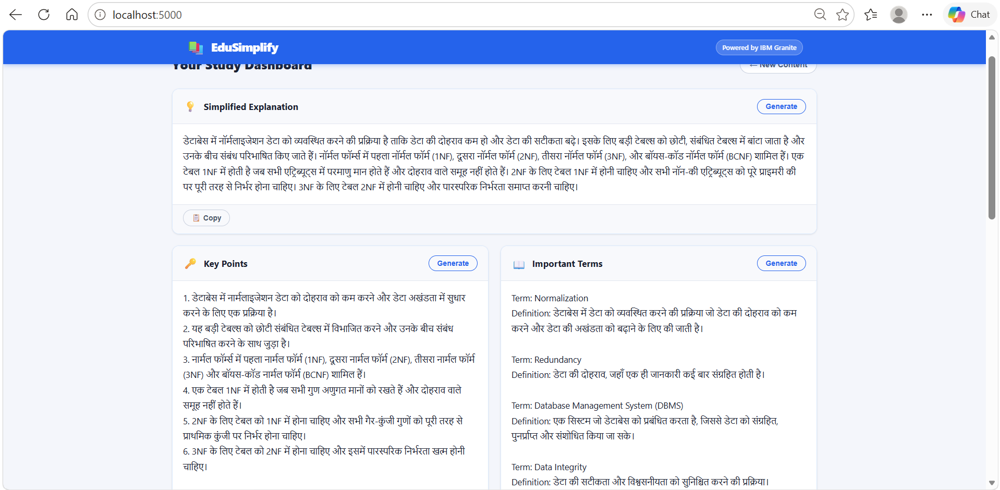 localhost:5000
Chat
EduSimplify
Powered by IBM Granite
Your Study Dashboard
← New Content
Simplified Explanation
Generate
डेटाबेस में नॉर्मलाइजेशन डेटा को व्यवस्थित करने की प्रक्रिया है ताकि डेटा की दोहराव कम हो और डेटा की सटीकता बढ़े। इसके लिए बड़ी टेबल्स को छोटी, संबंधित टेबल्स में बांटा जाता है और
उनके बीच संबंध परिभाषित किए जाते हैं। नॉर्मल फॉर्म्स में पहला नॉर्मल फॉर्म (1NF), दूसरा नॉर्मल फॉर्म (2NF), तीसरा नॉर्मल फॉर्म (3NF), और बॉयस-कॉड नॉर्मल फॉर्म (BCNF) शामिल हैं। एक
टेबल 1NF में होती है जब सभी एट्रिब्यूट्स में परमाणु मान होते हैं और दोहराव वाले समूह नहीं होते हैं। 2NF के लिए टेबल 1NF में होनी चाहिए और सभी नॉन-की एट्रिब्यूट्स को पूरे प्राइमरी की
पर पूरी तरह से निर्भर होना चाहिए। 3NF के लिए टेबल 2NF में होनी चाहिए और पारस्परिक निर्भरता समाप्त करनी चाहिए।
Copy
Key Points
Generate
1. डेटाबेस में नार्मलाइजेशन डेटा को दोहराव को कम करने और डेटा अखंडता में सुधार
करने के लिए एक प्रक्रिया है।
2. यह बड़ी टेबल्स को छोटी संबंधित टेबल्स में विभाजित करने और उनके बीच संबंध
परिभाषित करने के साथ जुड़ा है।
3. नार्मल फॉर्म्स में पहला नार्मल फॉर्म (1NF), दूसरा नार्मल फॉर्म (2NF), तीसरा नार्मल फॉर्म
(3NF) और बॉयस-कॉड नार्मल फॉर्म (BCNF) शामिल हैं।
4. एक टेबल 1NF में होती है जब सभी गुण अणुगत मानों को रखते हैं और दोहराव वाले
समूह नहीं होते हैं।
5. 2NF के लिए टेबल को 1NF में होना चाहिए और सभी गैर-कुंजी गुणों को पूरी तरह से
प्राथमिक कुंजी पर निर्भर होना चाहिए।
6. 3NF के लिए टेबल को 2NF में होना चाहिए और इसमें पारस्परिक निर्भरता खत्म होनी
चाहिए।
Important Terms
Generate
Term: Normalization
Definition: डेटाबेस में डेटा को व्यवस्थित करने की प्रक्रिया जो डेटा की दोहराव को कम
करने और डेटा की अखंडता को बढ़ाने के लिए की जाती है।
Term: Redundancy
Definition: डेटा की दोहराव, जहाँ एक ही जानकारी कई बार संग्रहित होती है।
Term: Database Management System (DBMS)
Definition: एक सिस्टम जो डेटाबेस को प्रबंधित करता है, जिससे डेटा को संग्रहित,
पुनर्प्राप्त और संशोधित किया जा सके।
Term: Data Integrity
Definition: डेटा की सटीकता और विश्वसनीयता को सुनिश्चित करने की प्रक्रिया।